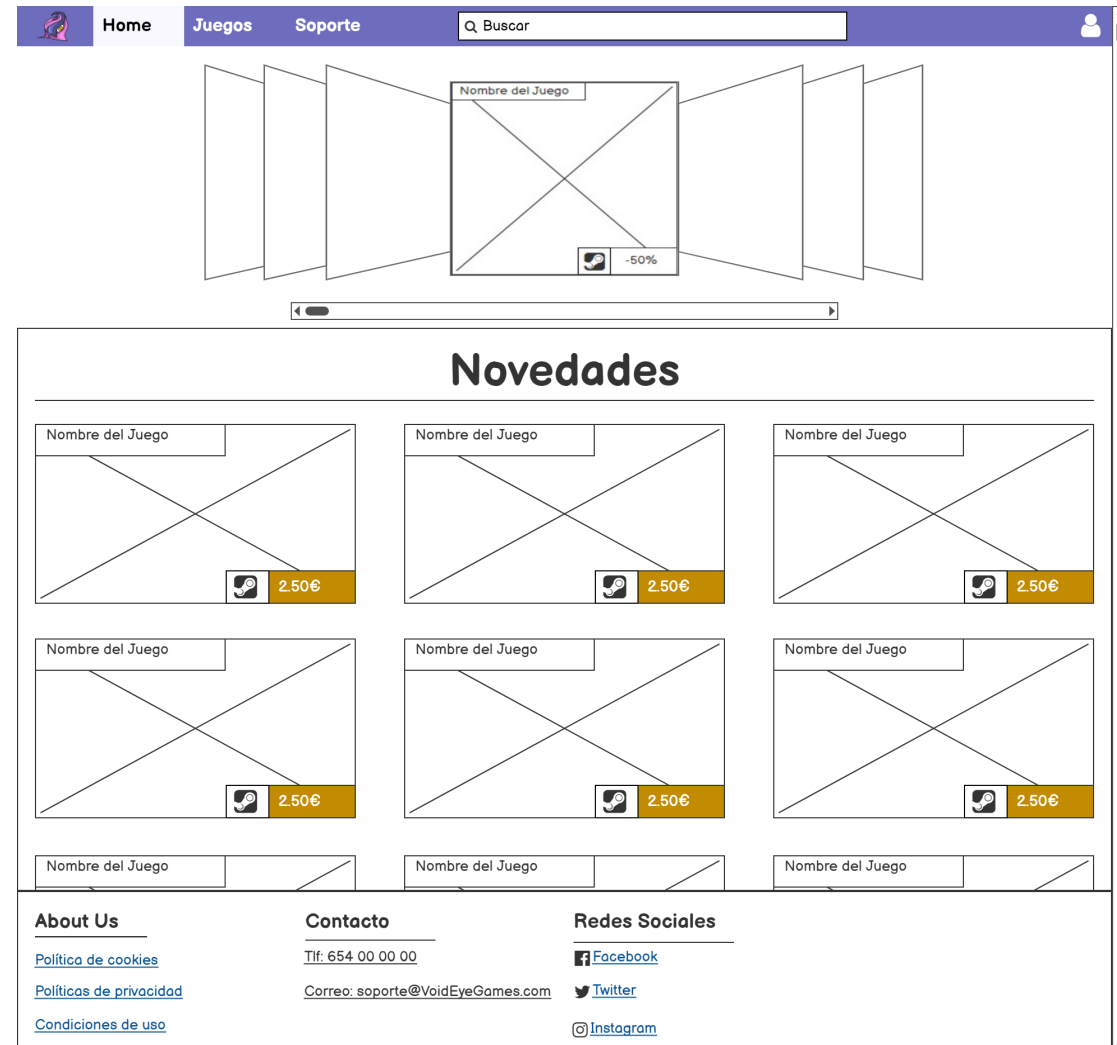 Home Juegos Soporte Buscar
Nombre del Juego
-50%
Novedades
Nombre del Juego Nombre del Juego Nombre del Juego
2.50€ 2.50€ 2.50€
Nombre del Juego Nombre del Juego Nombre del Juego
2.50€ 2.50€ 2.50€
Nombre del Juego Nombre del Juego Nombre del Juego
About Us Contacto Redes Sociales
Política de cookies Tlf: 654 00 00 00 Facebook
Políticas de privacidad Correo: soporte@VoidEyeGames.com Twitter
Condiciones de uso Instagram